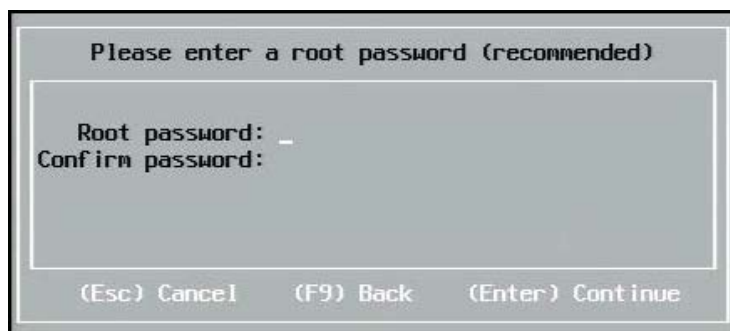 Please enter a root password (recommended)
Root password: _
Confirm password:
(Esc) Cancel (F9) Back (Enter) Continue